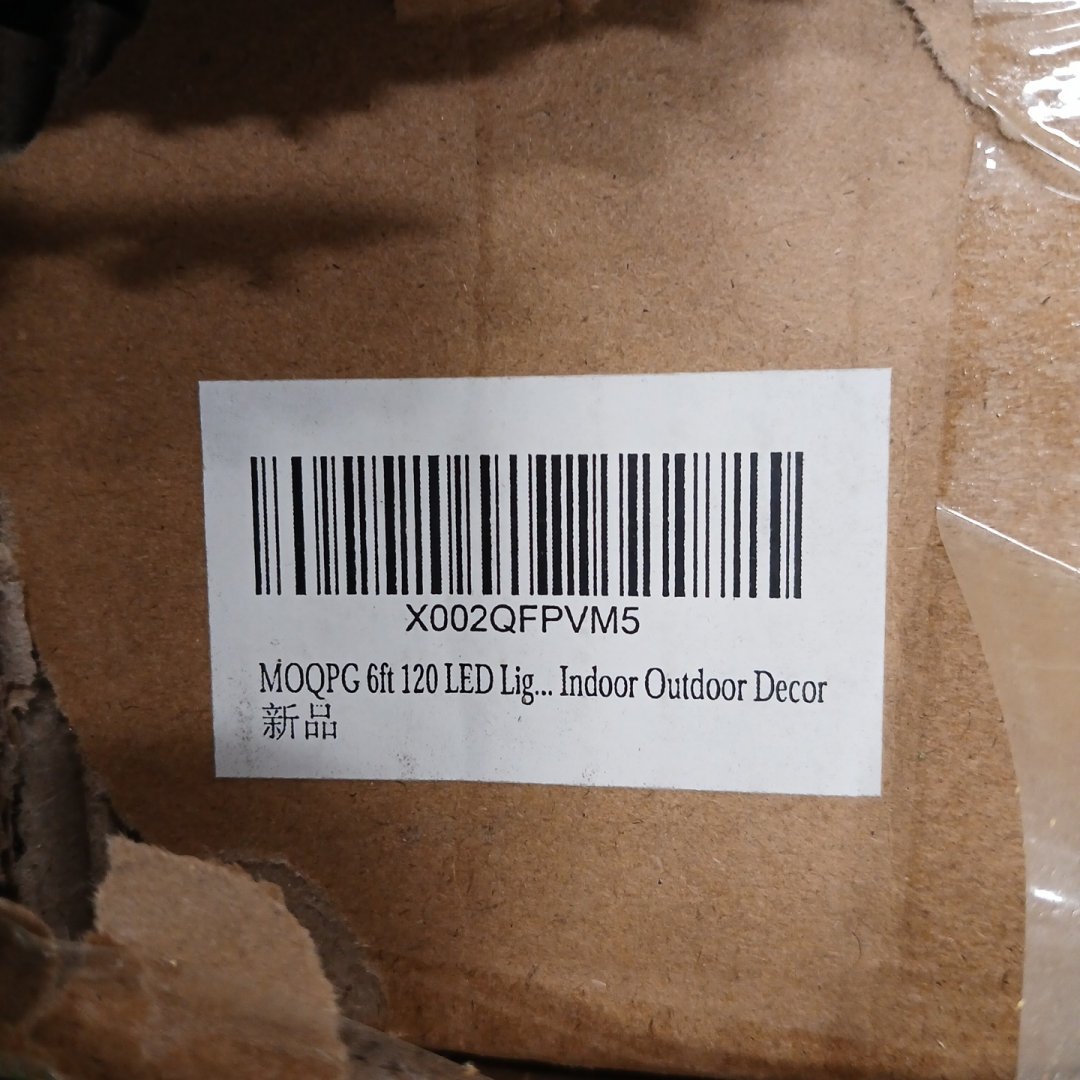 X002QFPVM5
MOQPG 6ft 120 LED Lig... Indoor Outdoor Decor
新品